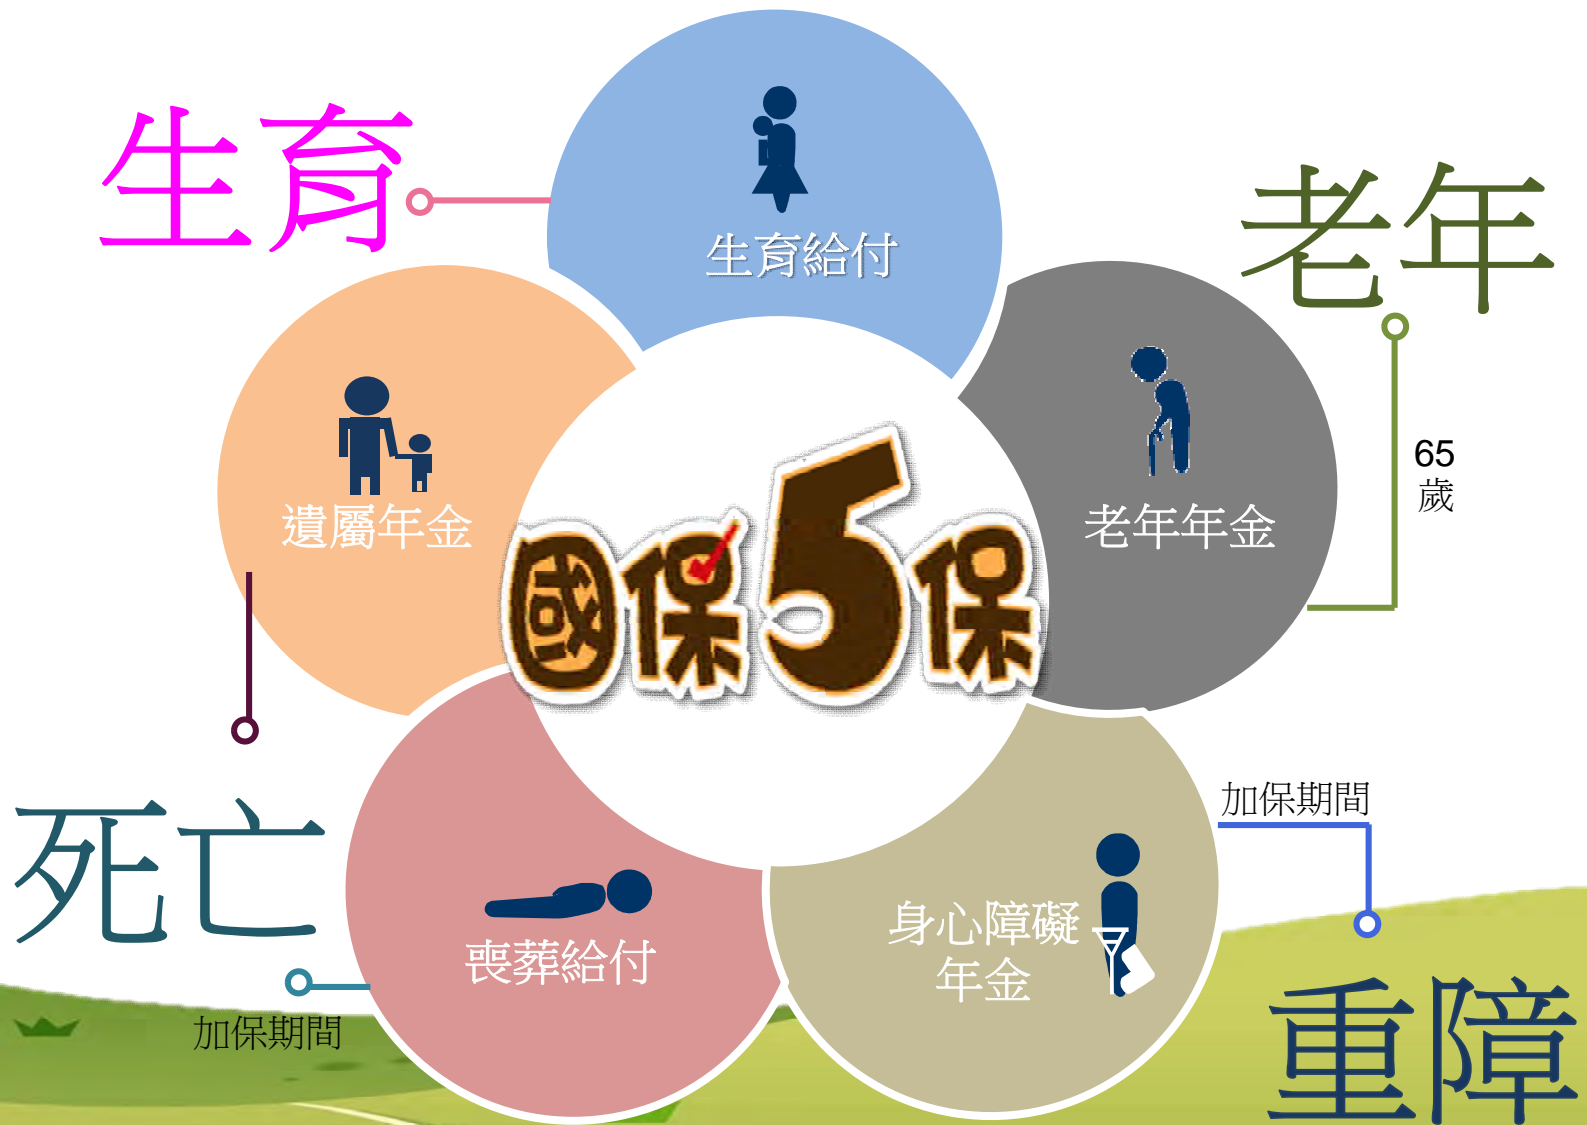 生育
生育給付
老年
65
歲
老年年金
遺屬年金
國保5保
死亡
加保期間
喪葬給付
加保期間
身心障礙
年金
重障